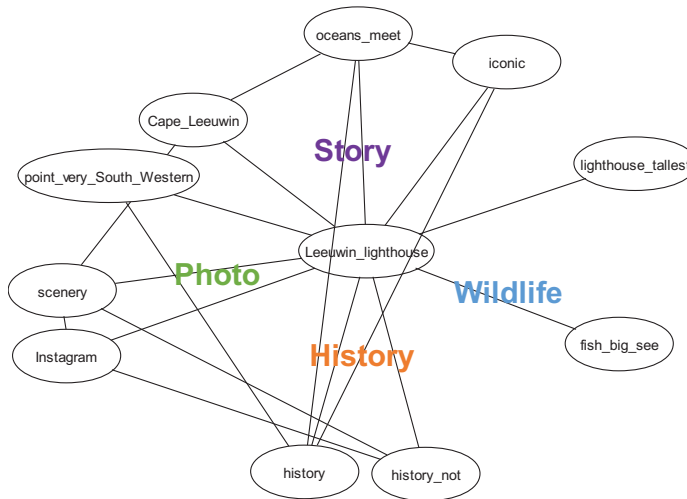 oceans_meet
iconic
Cape_Leeuwin
Story
lighthouse_tallest
point_very_South_Western
Leeuwin_lighthouse
Photo
scenery
Wildlife
Instagram
History
fish_big_see
history
history_not